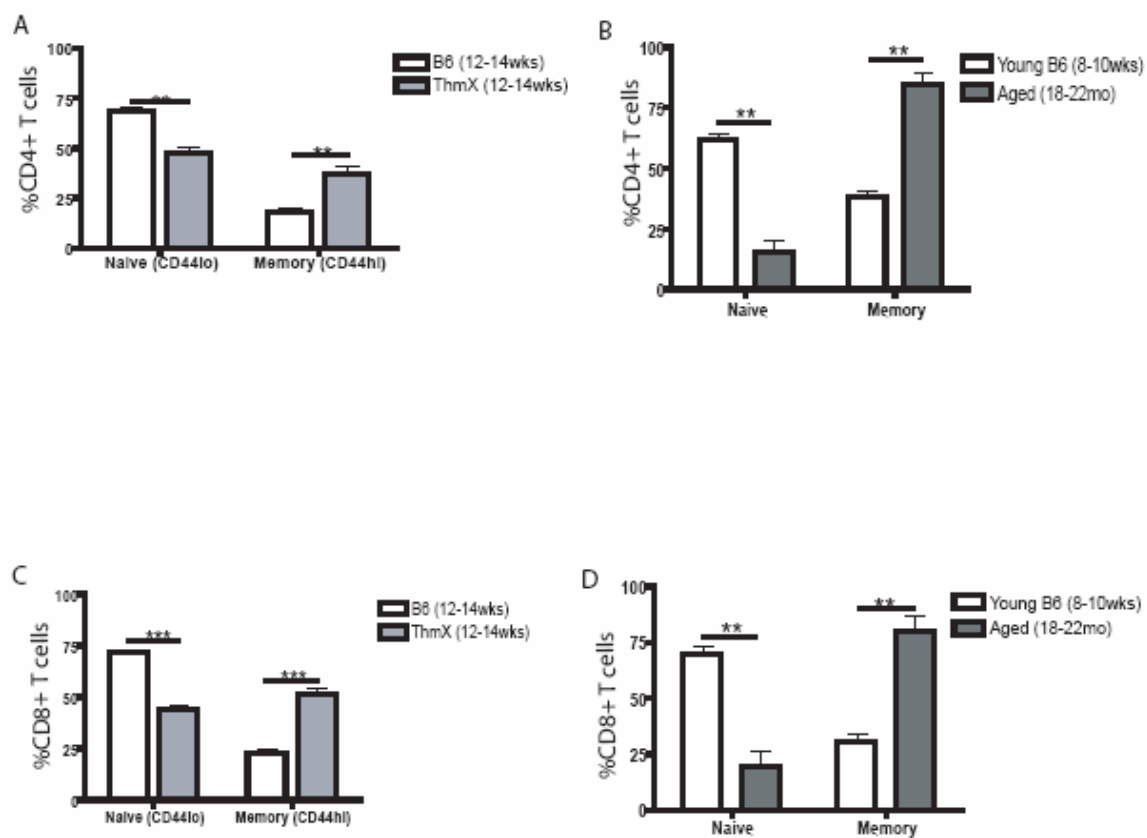 A
100
75
50
25
0
%CD4+ T cells
**
**
Naive (CD44lo)
Memory (CD44hi)
B6 (12-14wks)
ThmX (12-14wks)
B
100
75
50
25
0
%CD4+ T cells
**
**
Naive
Memory
Young B6 (8-10wks)
Aged (18-22mo)
C
100
75
50
25
0
%CD8+ T cells
***
***
Naive (CD44lo)
Memory (CD44hi)
B6 (12-14wks)
ThmX (12-14wks)
D
100
75
50
25
0
%CD8+ T cells
**
**
Naive
Memory
Young B6 (8-10wks)
Aged (18-22mo)